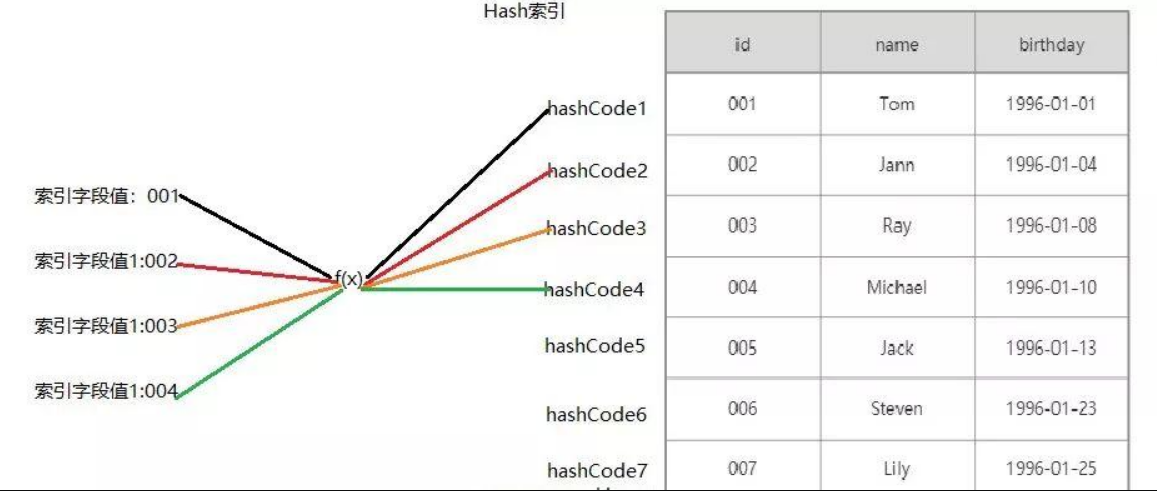 Hash索引
id name birthday
hashCode1 001 Tom 1996-01-01
hashCode2 002 Jann 1996-01-04
索引字段值：001
hashCode3 003 Ray 1996-01-08
索引字段值1:002
f(x)
hashCode4 004 Michael 1996-01-10
索引字段值1:003
hashCode5 005 Jack 1996-01-13
索引字段值1:004
hashCode6 006 Steven 1996-01-23
hashCode7 007 Lily 1996-01-25